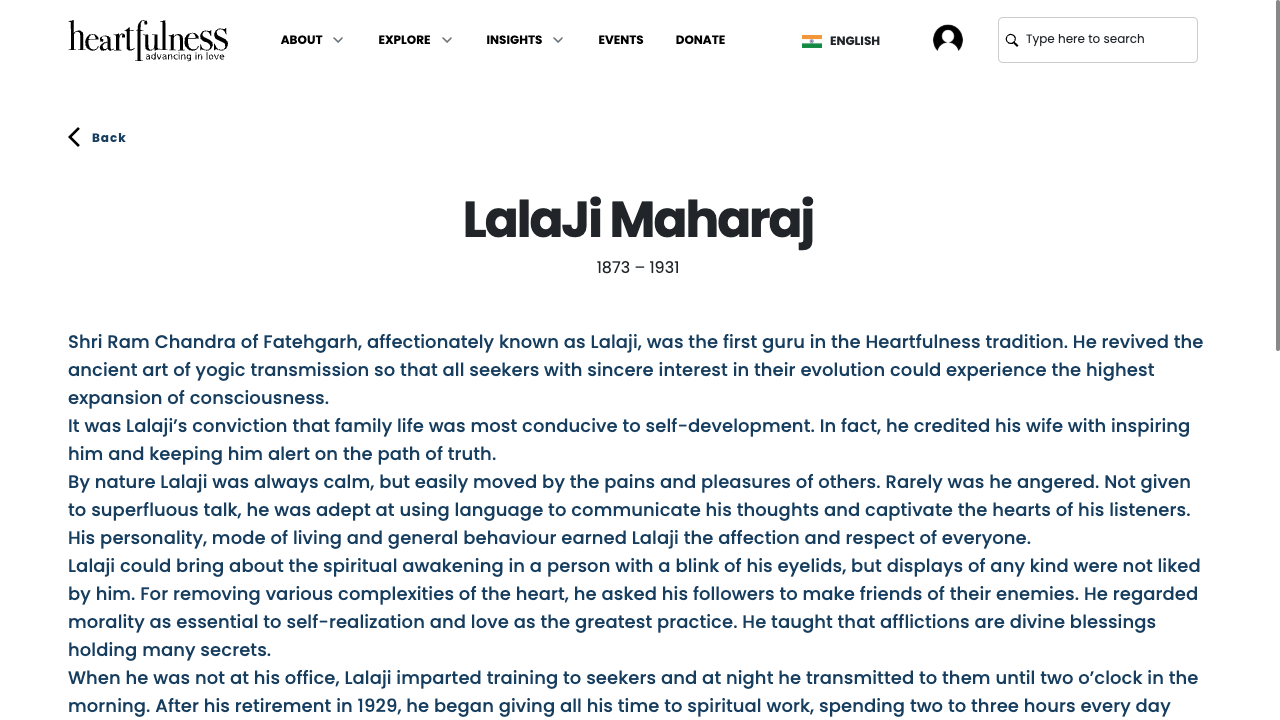 heartfulness
advancing in love
ABOUT
EXPLORE
INSIGHTS
EVENTS
DONATE
ENGLISH
Type here to search
Back
LalaJi Maharaj
1873 – 1931
Shri Ram Chandra of Fatehgarh, affectionately known as Lalaji, was the first guru in the Heartfulness tradition. He revived the
ancient art of yogic transmission so that all seekers with sincere interest in their evolution could experience the highest
expansion of consciousness.
It was Lalaji’s conviction that family life was most conducive to self-development. In fact, he credited his wife with inspiring
him and keeping him alert on the path of truth.
By nature Lalaji was always calm, but easily moved by the pains and pleasures of others. Rarely was he angered. Not given
to superfluous talk, he was adept at using language to communicate his thoughts and captivate the hearts of his listeners.
His personality, mode of living and general behaviour earned Lalaji the affection and respect of everyone.
Lalaji could bring about the spiritual awakening in a person with a blink of his eyelids, but displays of any kind were not liked
by him. For removing various complexities of the heart, he asked his followers to make friends of their enemies. He regarded
morality as essential to self-realization and love as the greatest practice. He taught that afflictions are divine blessings
holding many secrets.
When he was not at his office, Lalaji imparted training to seekers and at night he transmitted to them until two o’clock in the
morning. After his retirement in 1929, he began giving all his time to spiritual work, spending two to three hours every day